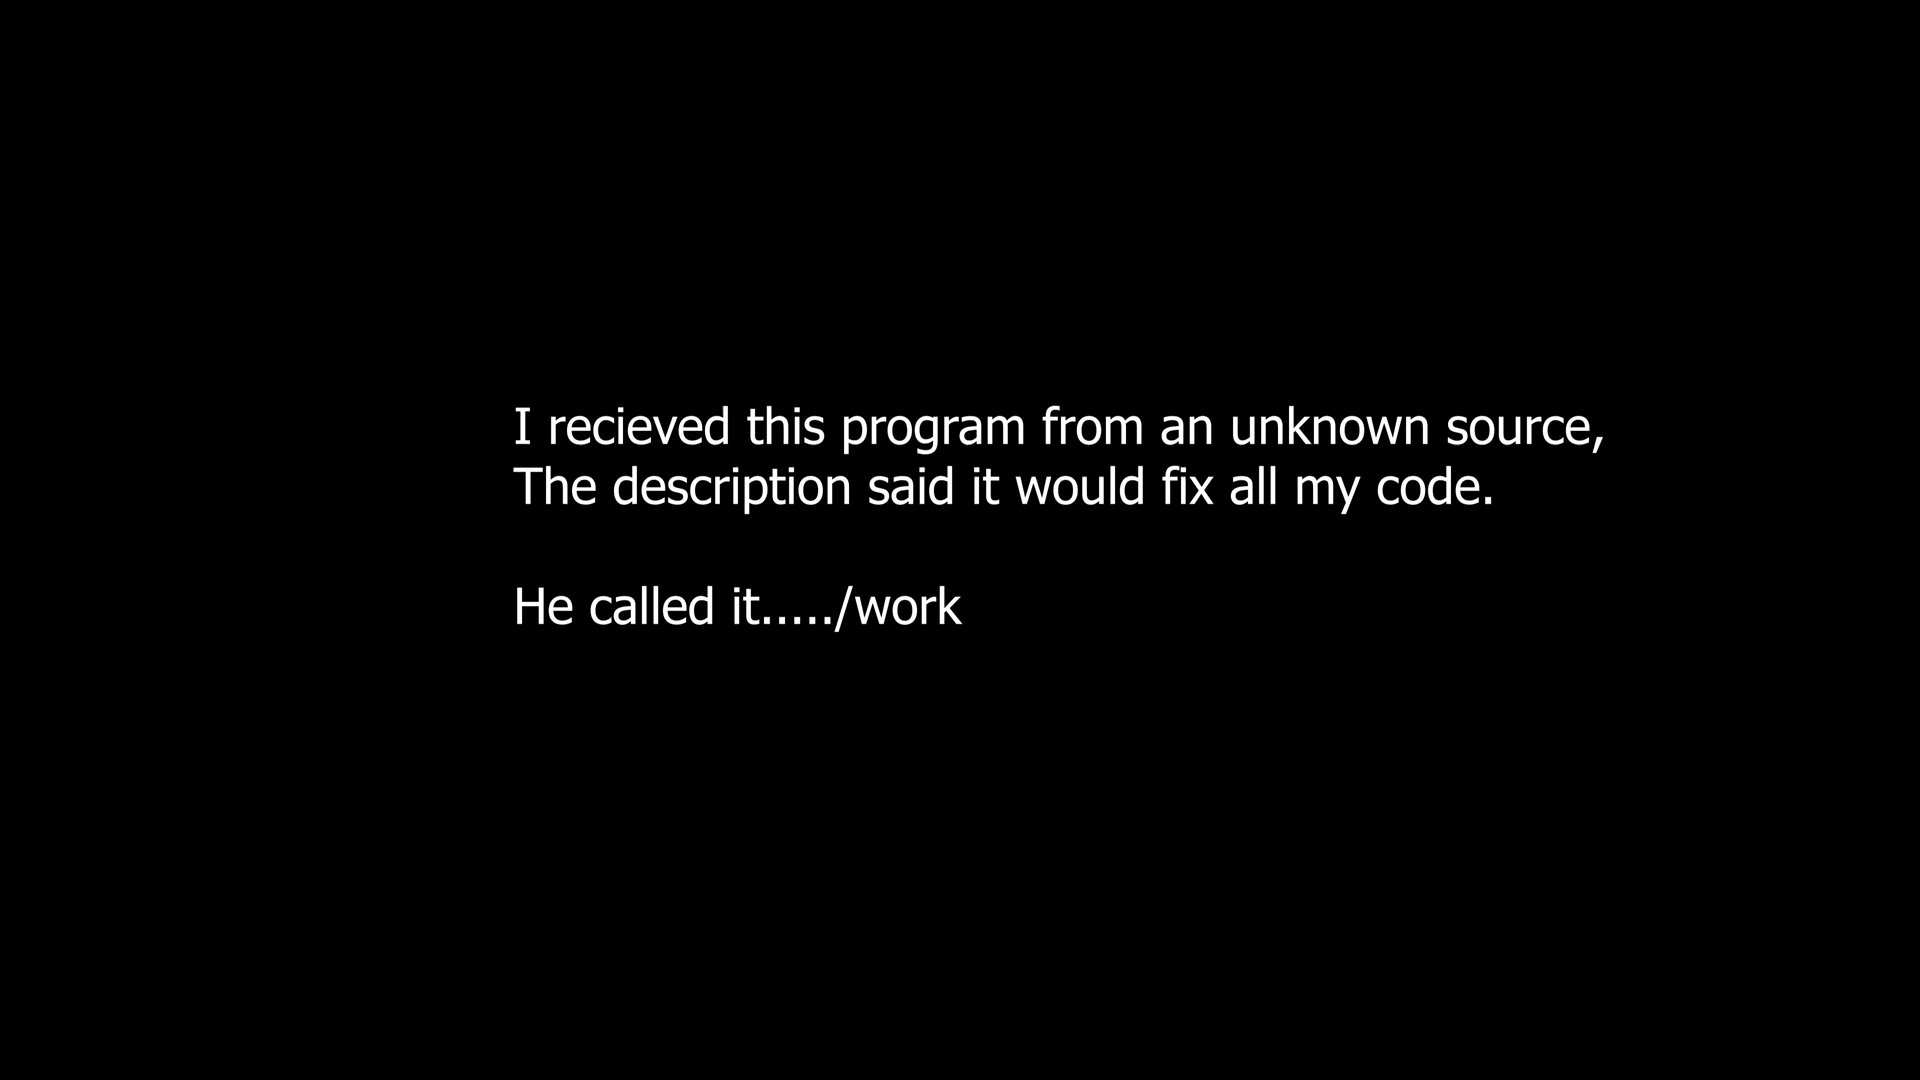 I recieved this program from an unknown source,
The description said it would fix all my code.
He called it...../work